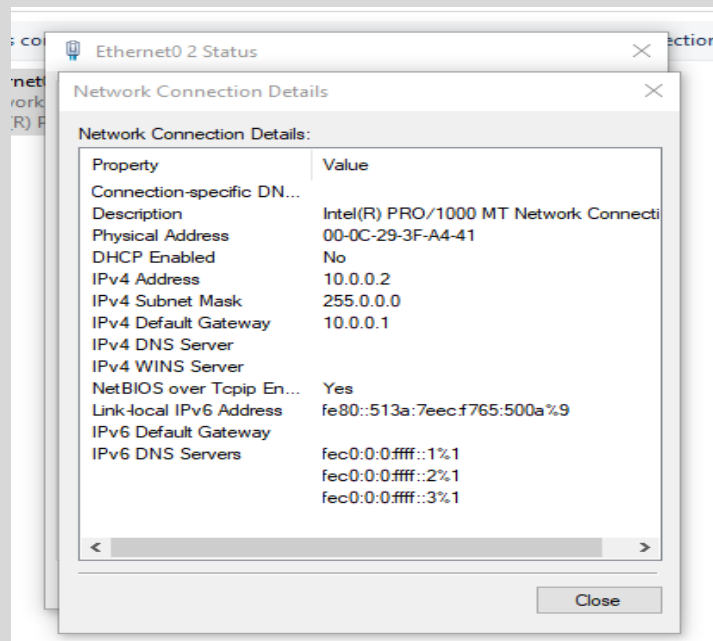 s co
ection
Ethernet0 2 Status
rnet
vork
(R) P
Network Connection Details
Network Connection Details:
Property Value
Connection-specific DN...
Description Intel(R) PRO/1000 MT Network Connecti
Physical Address 00-0C-29-3F-A4-41
DHCP Enabled No
IPv4 Address 10.0.0.2
IPv4 Subnet Mask 255.0.0.0
IPv4 Default Gateway 10.0.0.1
IPv4 DNS Server
IPv4 WINS Server
NetBIOS over Tcpip En... Yes
Link-local IPv6 Address fe80::513a:7eec:f765:500a%9
IPv6 Default Gateway
IPv6 DNS Servers fec0:0:0:ffff::1%1
fec0:0:0:ffff::2%1
fec0:0:0:ffff::3%1
Close